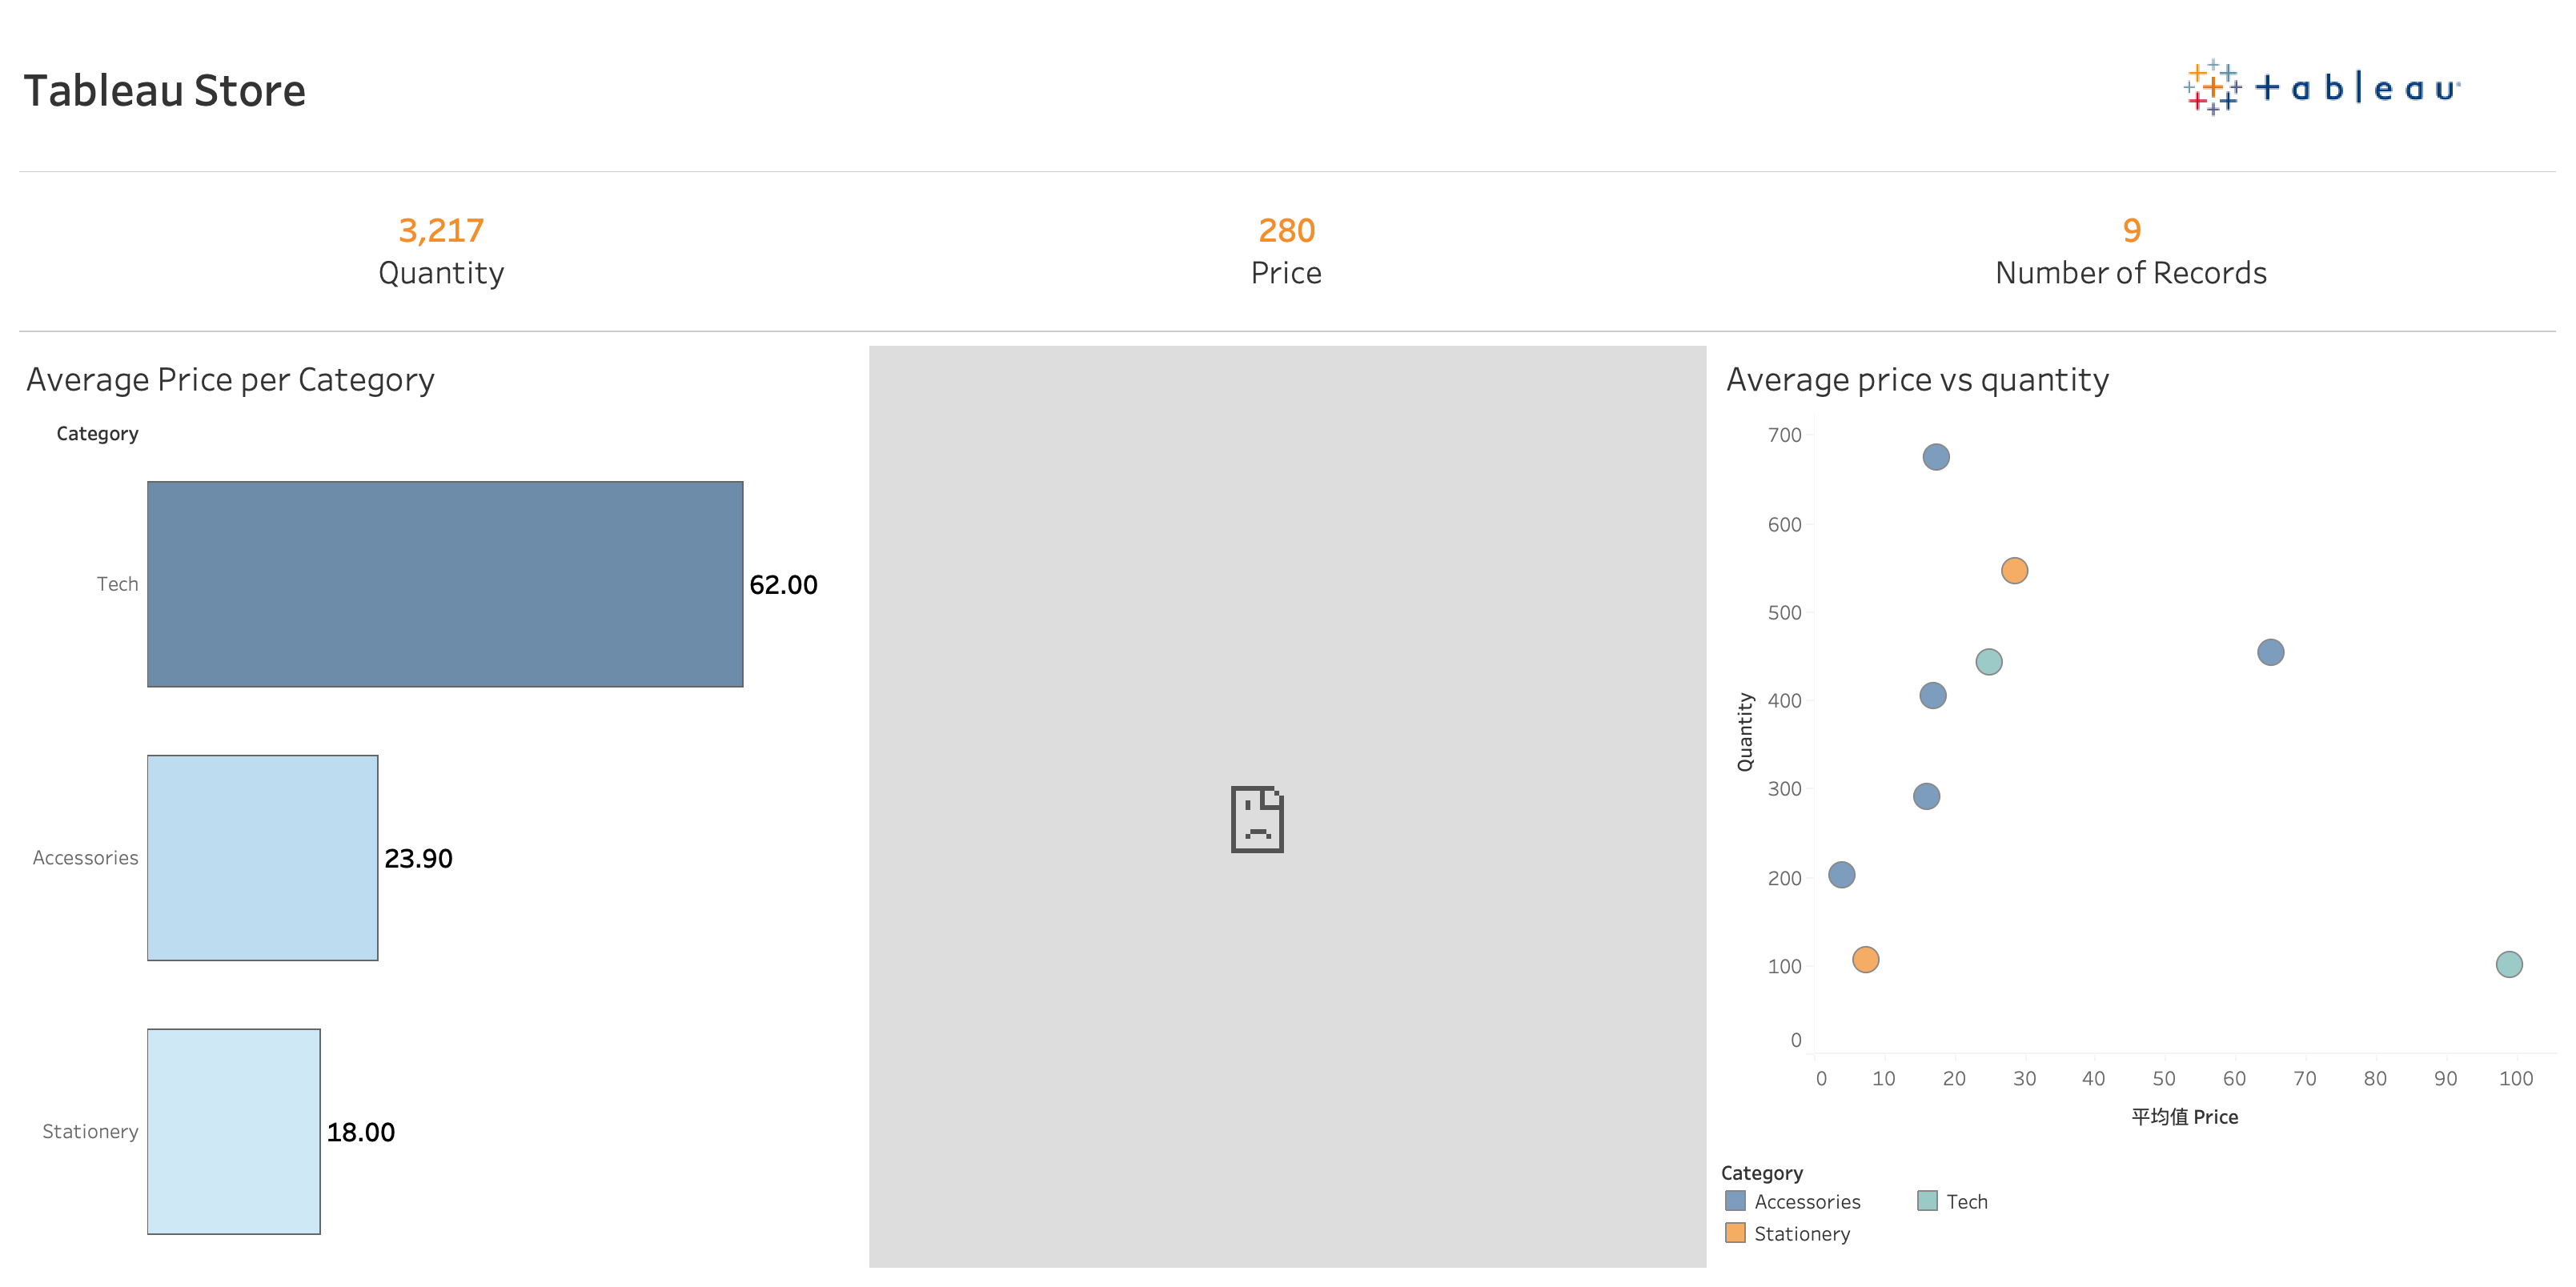 Tableau Store
+ a b l e a u
3,217
Quantity
280
Price
9
Number of Records
Average Price per Category
Category
Tech
62.00
Accessories
23.90
Stationery
18.00
Average price vs quantity
Quantity
700
600
500
400
300
200
100
0
0 10 20 30 40 50 60 70 80 90 100
平均值 Price
Category
Accessories
Tech
Stationery